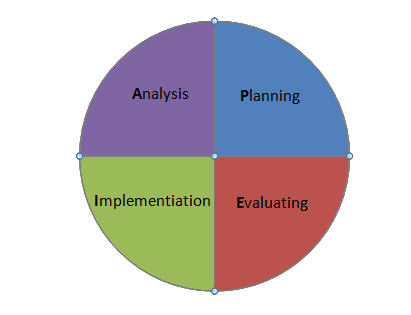 Analysis
Planning
Implementiation
Evaluating